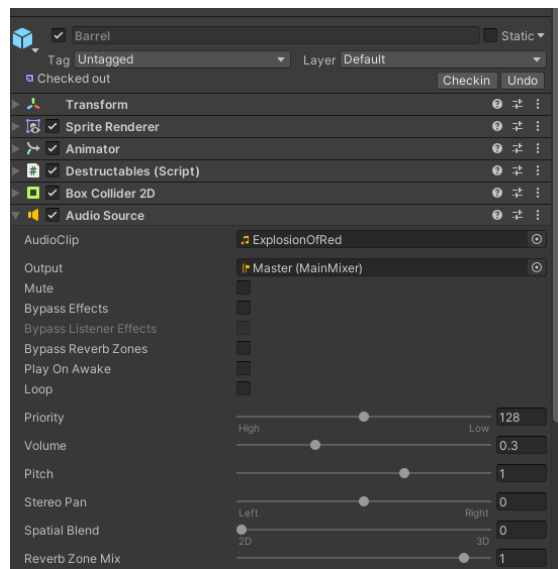 Barrel Static
Tag Untagged Layer Default
Checked out Checkin Undo
Transform
Sprite Renderer
Animator
# Destructables (Script)
Box Collider 2D
Audio Source
AudioClip ExplosionOfRed
Output Master (MainMixer)
Mute
Bypass Effects
Bypass Listener Effects
Bypass Reverb Zones
Play On Awake
Loop
Priority 128
High Low
Volume 0.3
Pitch 1
Stereo Pan 0
Left Right
Spatial Blend 0
2D 3D
Reverb Zone Mix 1